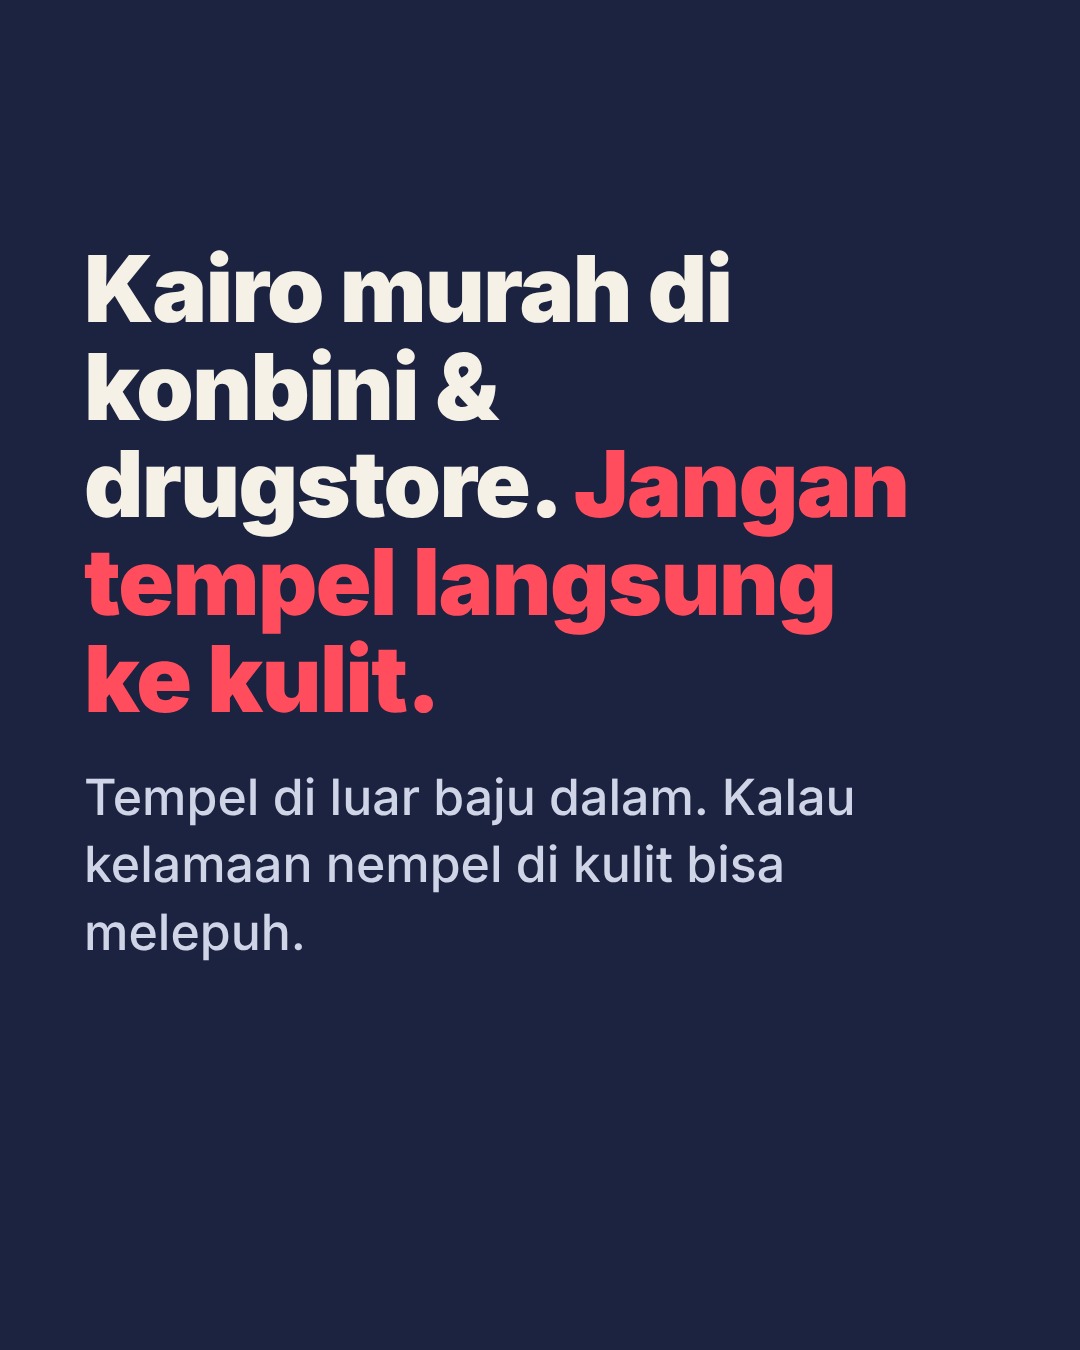 Kairo murah di
konbini &
drugstore. Jangan
tempel langsung
ke kulit.
Tempel di luar baju dalam. Kalau
kelamaan nempel di kulit bisa
melepuh.